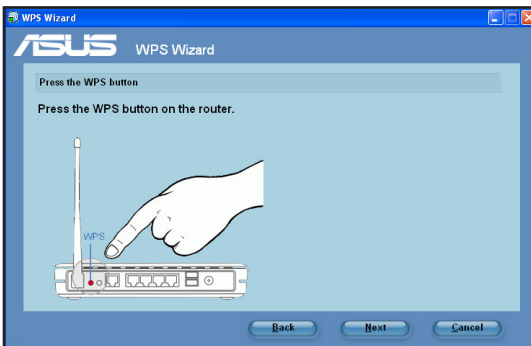 WPS Wizard
ASUS WPS Wizard
Press the WPS button
Press the WPS button on the router.
WPS
Back Next Cancel